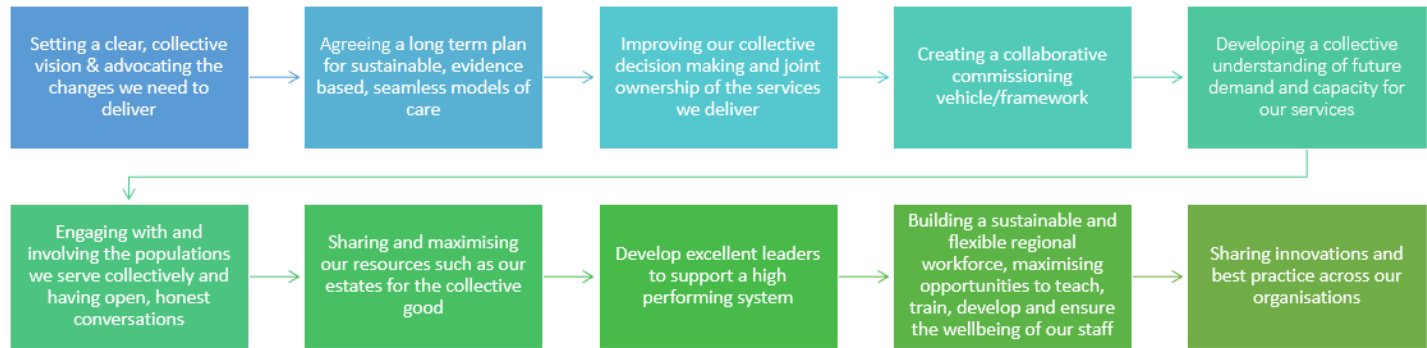 Setting a clear, collective
vision & advocating the
changes we need to
deliver
Agreeing a long term plan
for sustainable, evidence
based, seamless models of
care
Improving our collective
decision making and joint
ownership of the services
we deliver
Creating a collaborative
commissioning
vehicle/framework
Developing a collective
understanding of future
demand and capacity for
our services
Engaging with and
involving the populations
we serve collectively and
having open, honest
conversations
Sharing and maximising
our resources such as our
estates for the collective
good
Develop excellent leaders
to support a high
performing system
Building a sustainable and
flexible regional
workforce, maximising
opportunities to teach,
train, develop and ensure
the wellbeing of our staff
Sharing innovations and
best practice across our
organisations